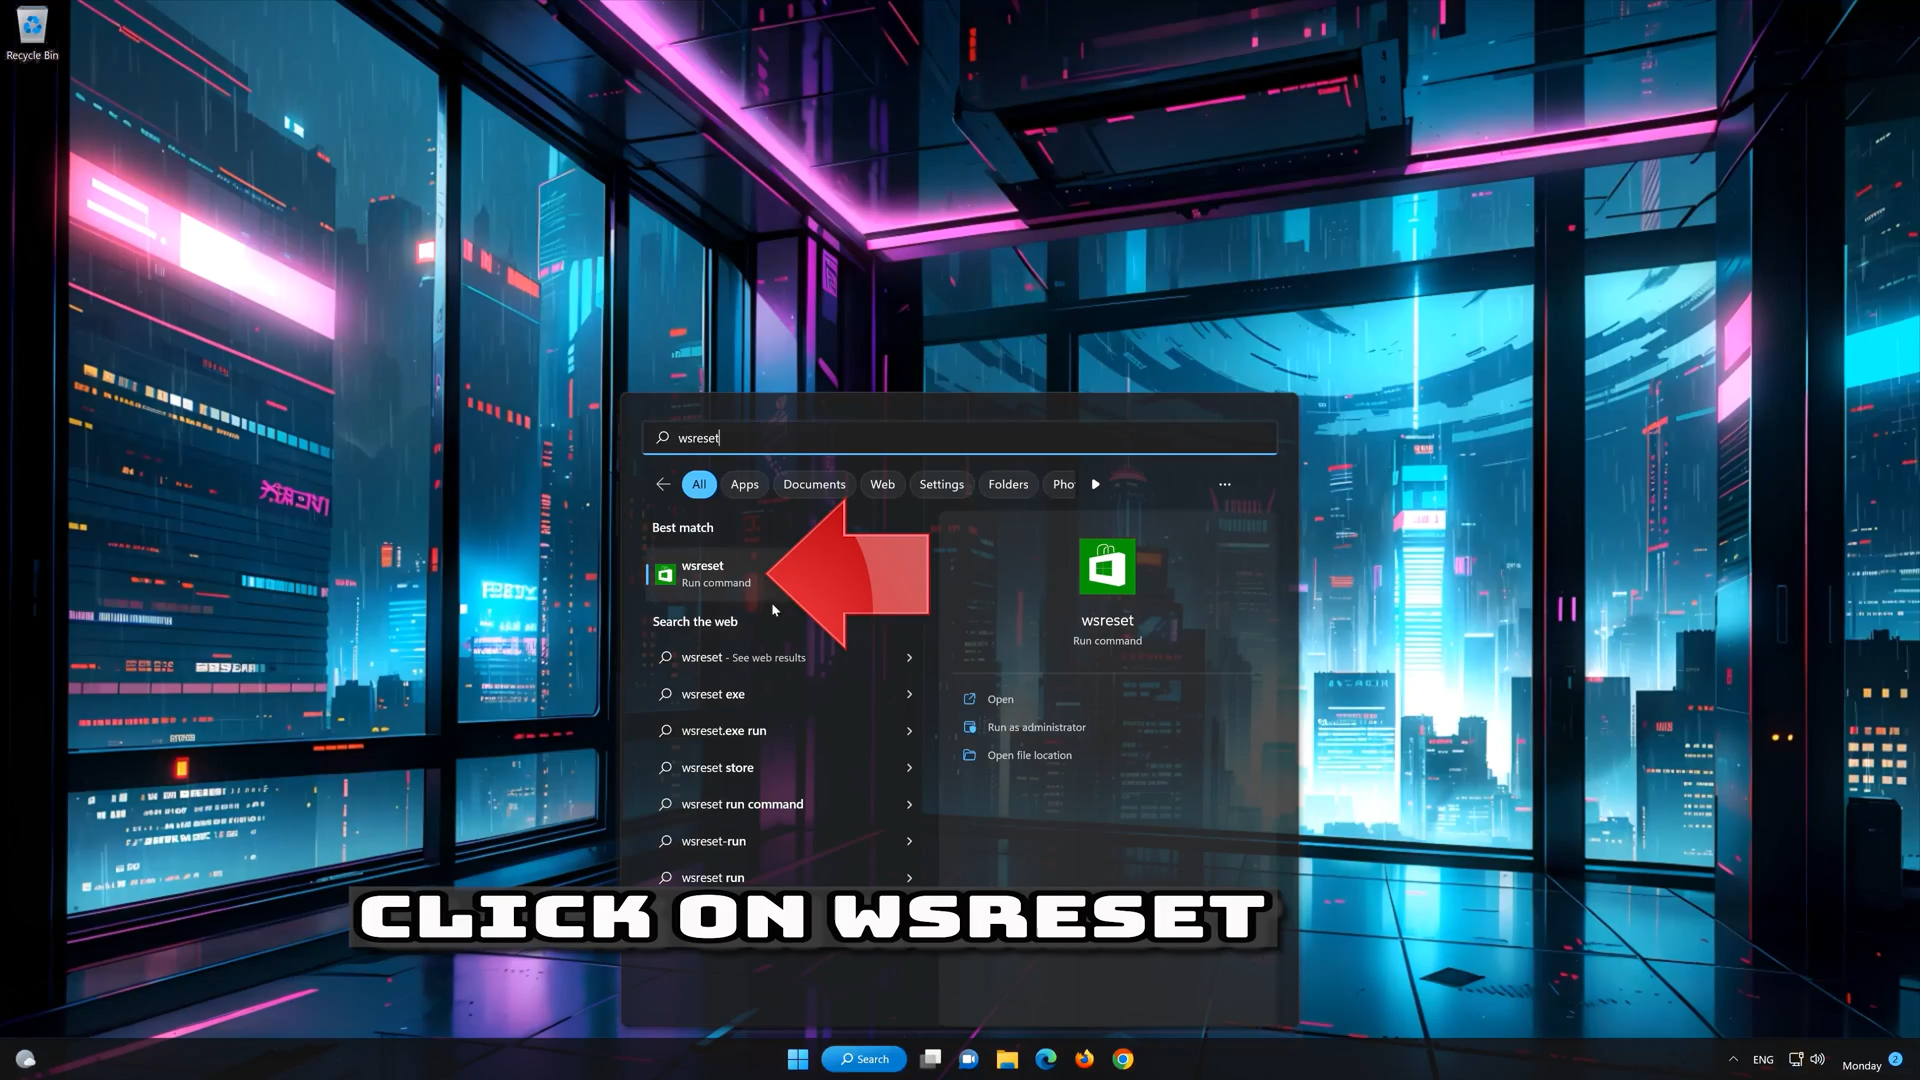 Recycle Bin
wsreset
All Apps Documents Web Settings Folders Pho
Best match
wsreset
Run command
Search the web
wsreset - See web results
wsreset exe
wsreset.exe run
wsreset store
wsreset run command
wsreset-run
wsreset run
wsreset
Run command
Open
Run as administrator
Open file location
CLICK ON WSRESET
Search
ENG
Monday
2